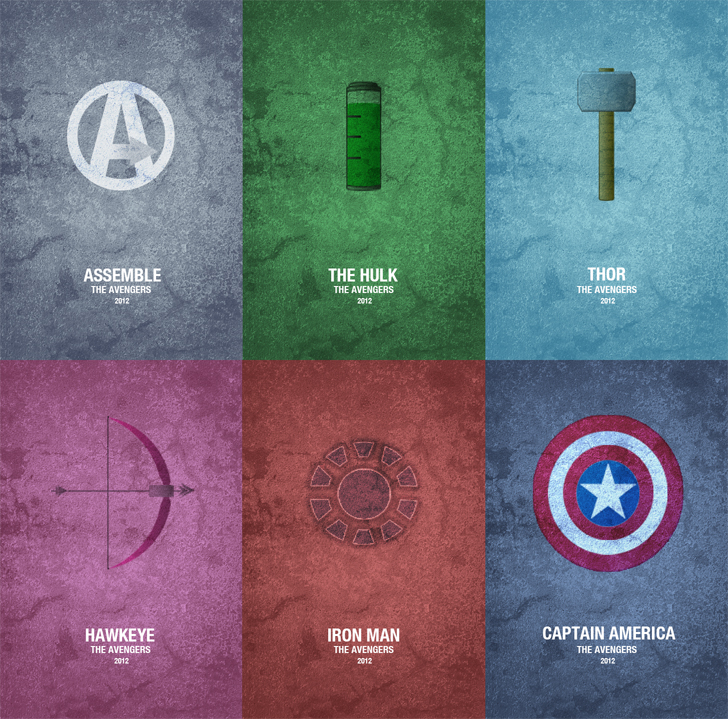 ASSEMBLE
THE AVENGERS
2012
THE HULK
THE AVENGERS
2012
THOR
THE AVENGERS
2012
HAWKEYE
THE AVENGERS
2012
IRON MAN
THE AVENGERS
2012
CAPTAIN AMERICA
THE AVENGERS
2012